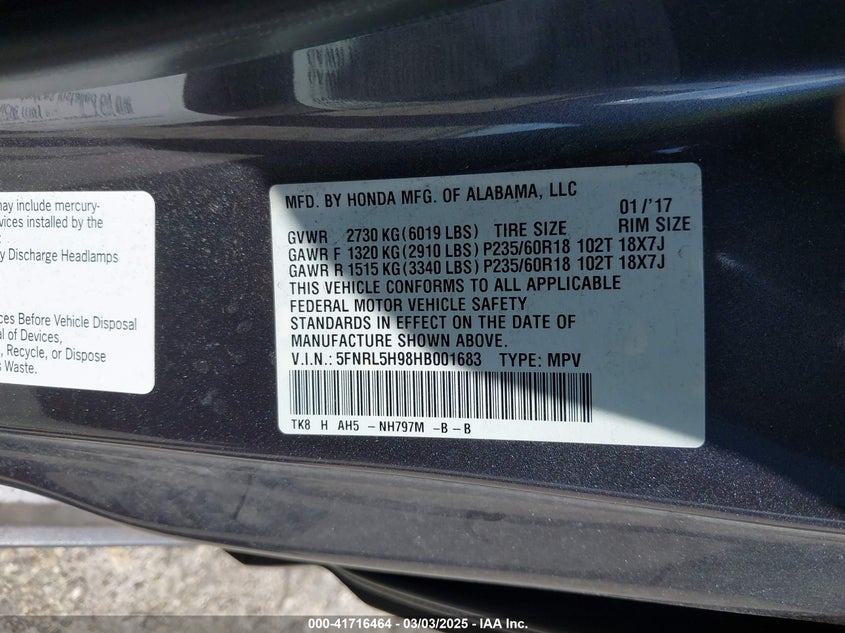 may include mercury-
vices installed by the
y Discharge Headlamps
ces Before Vehicle Disposal
al of Devices,
, Recycle, or Dispose
s Waste.
MFD. BY HONDA MFG. OF ALABAMA, LLC 01/'17
GVWR 2730 KG(6019 LBS) TIRE SIZE RIM SIZE
GAWR F 1320 KG(2910 LBS) P235/60R18 102T 18X7J
GAWR R 1515 KG(3340 LBS) P235/60R18 102T 18X7J
THIS VEHICLE CONFORMS TO ALL APPLICABLE
FEDERAL MOTOR VEHICLE SAFETY
STANDARDS IN EFFECT ON THE DATE OF
MANUFACTURE SHOWN ABOVE.
V.I.N.: 5FNRL5H98HB001683 TYPE: MPV
TK8 H AH5 -NH797M -B-B
000-41716464 - 03/03/2025 - IAA Inc.